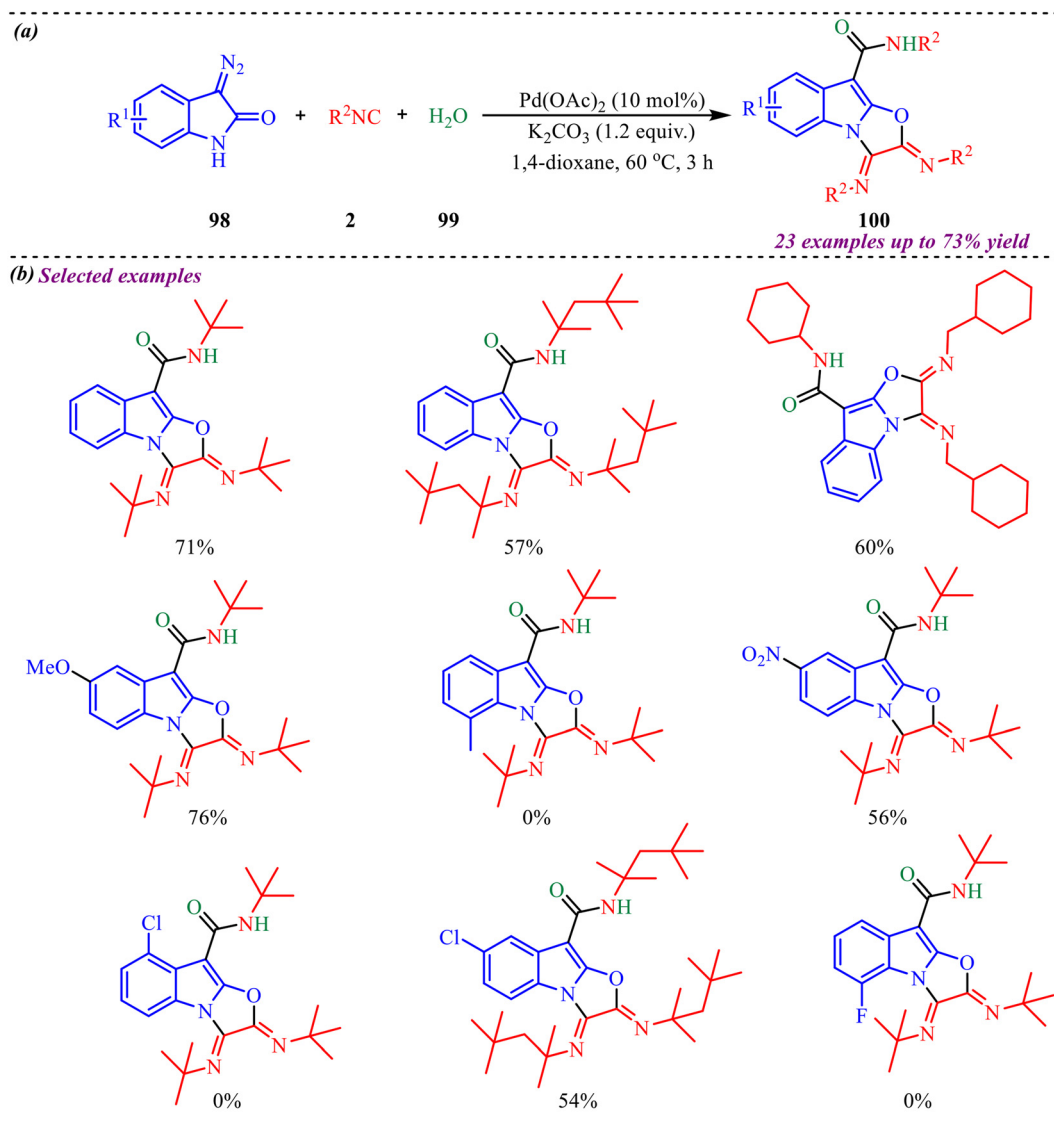 (a)
N2
R1
O
N
H
+ R2NC + H2O
Pd(OAc)2 (10 mol%)
K2CO3 (1.2 equiv.)
1,4-dioxane, 60 °C, 3 h
O
NHR2
R1
O
N
N
R2
R2
N
98 2 99 100
23 examples up to 73% yield
(b) Selected examples
O
NH
O
N
N
N
71%
O
NH
O
N
N
N
57%
NH
O
O
N
N
N
60%
O
NH
MeO
O
N
N
N
76%
O
NH
O
N
N
N
0%
O
NH
O2N
O
N
N
N
56%
Cl
O
NH
O
N
N
N
0%
O
NH
Cl
O
N
N
N
54%
O
NH
O
N
F
N
N
0%